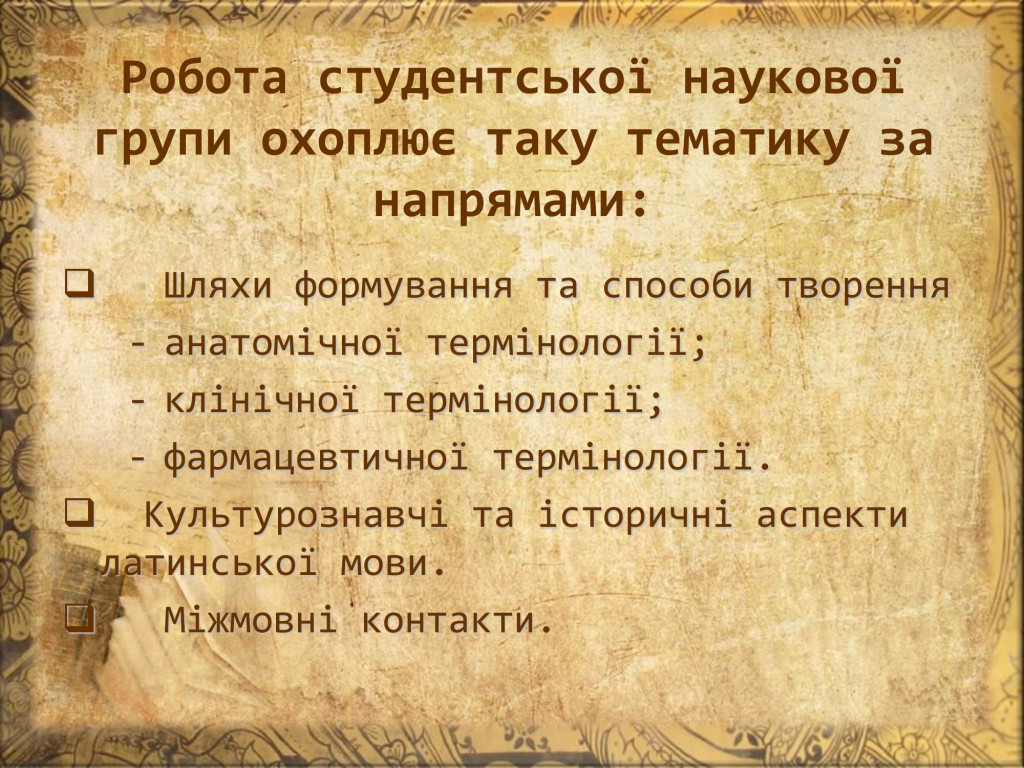 Робота студентської наукової
групи охоплює таку тематику за
напрямами:
❑ Шляхи формування та способи творення
- анатомічної термінології;
- клінічної термінології;
- фармацевтичної термінології.
❑ Культурознавчі та історичні аспекти
латинської мови.
❑ Міжмовні контакти.